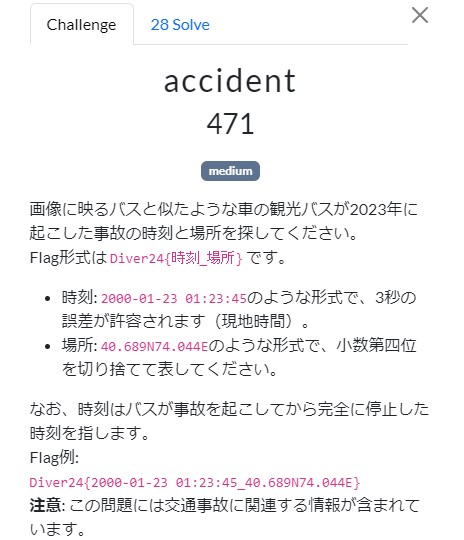 Challenge
28 Solve
accident
471
medium
画像に映るバスと似たような車の観光バスが2023年に
起こした事故の時刻と場所を探してください。
Flag形式は Diver24{時刻_場所} です。
• 時刻: 2000-01-23 01:23:45のような形式で、3秒の
誤差が許容されます（現地時間）。
• 場所: 40.689N74.044Eのような形式で、小数第四位
を切り捨てて表してください。
なお、時刻はバスが事故を起こしてから完全に停止した
時刻を指します。
Flag例:
Diver24{2000-01-23 01:23:45_40.689N74.044E}
注意: この問題には交通事故に関連する情報が含まれて
います。